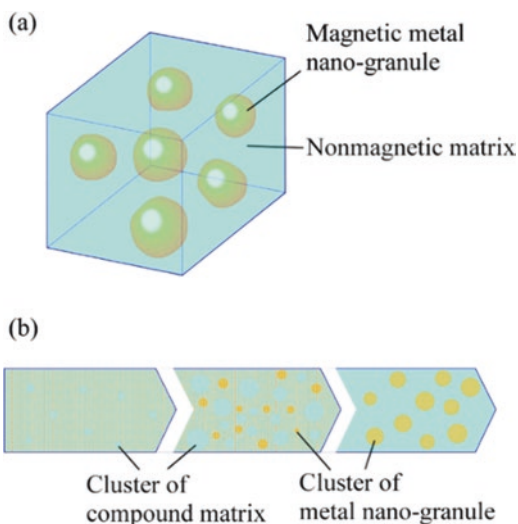 (a)
Magnetic metal
nano-granule
Nonmagnetic matrix
(b)
Cluster of
compound matrix
Cluster of
metal nano-granule